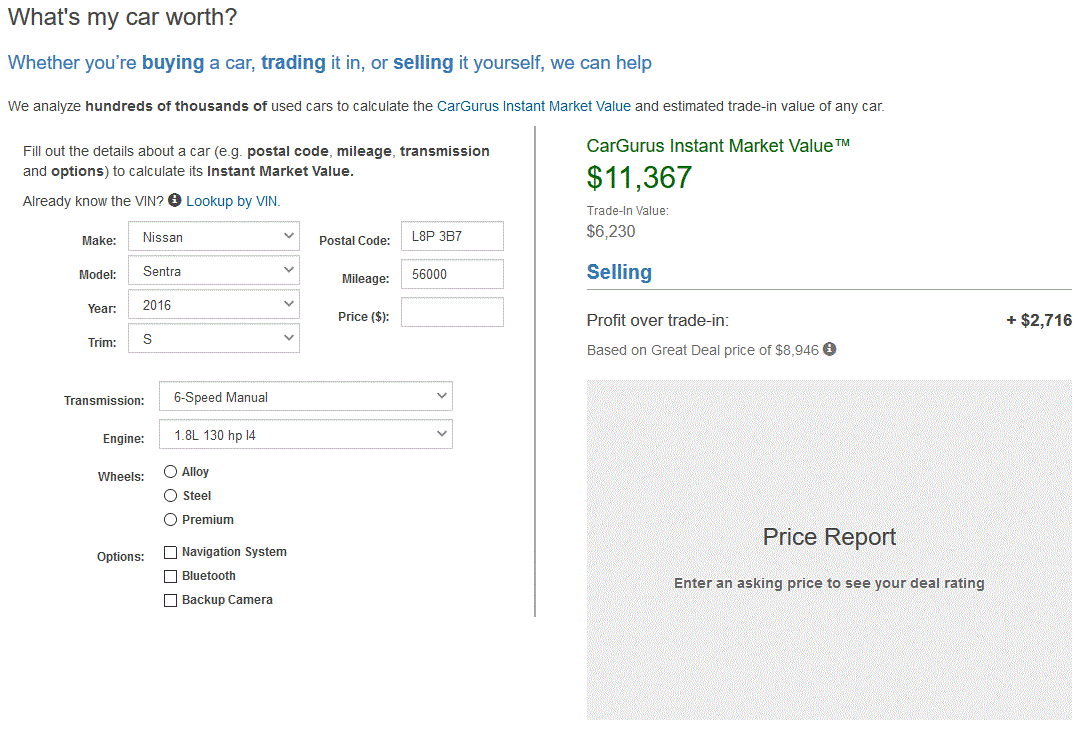 What's my car worth?
Whether you're buying a car, trading it in, or selling it yourself, we can help
We analyze hundreds of thousands of used cars to calculate the CarGurus Instant Market Value and estimated trade-in value of any car.
Fill out the details about a car (e.g. postal code, mileage, transmission
and options) to calculate its Instant Market Value.
Already know the VIN? Lookup by VIN.
Make: Nissan
Postal Code: L8P 3B7
Model: Sentra
Mileage: 56000
Year: 2016
Price ($):
Trim: S
Transmission: 6-Speed Manual
Engine: 1.8L 130 hp I4
Wheels: Alloy
Steel
Premium
Options: Navigation System
Bluetooth
Backup Camera
CarGurus Instant Market Value™
$11,367
Trade-In Value:
$6,230
Selling
Profit over trade-in: + $2,716
Based on Great Deal price of $8,946
Price Report
Enter an asking price to see your deal rating